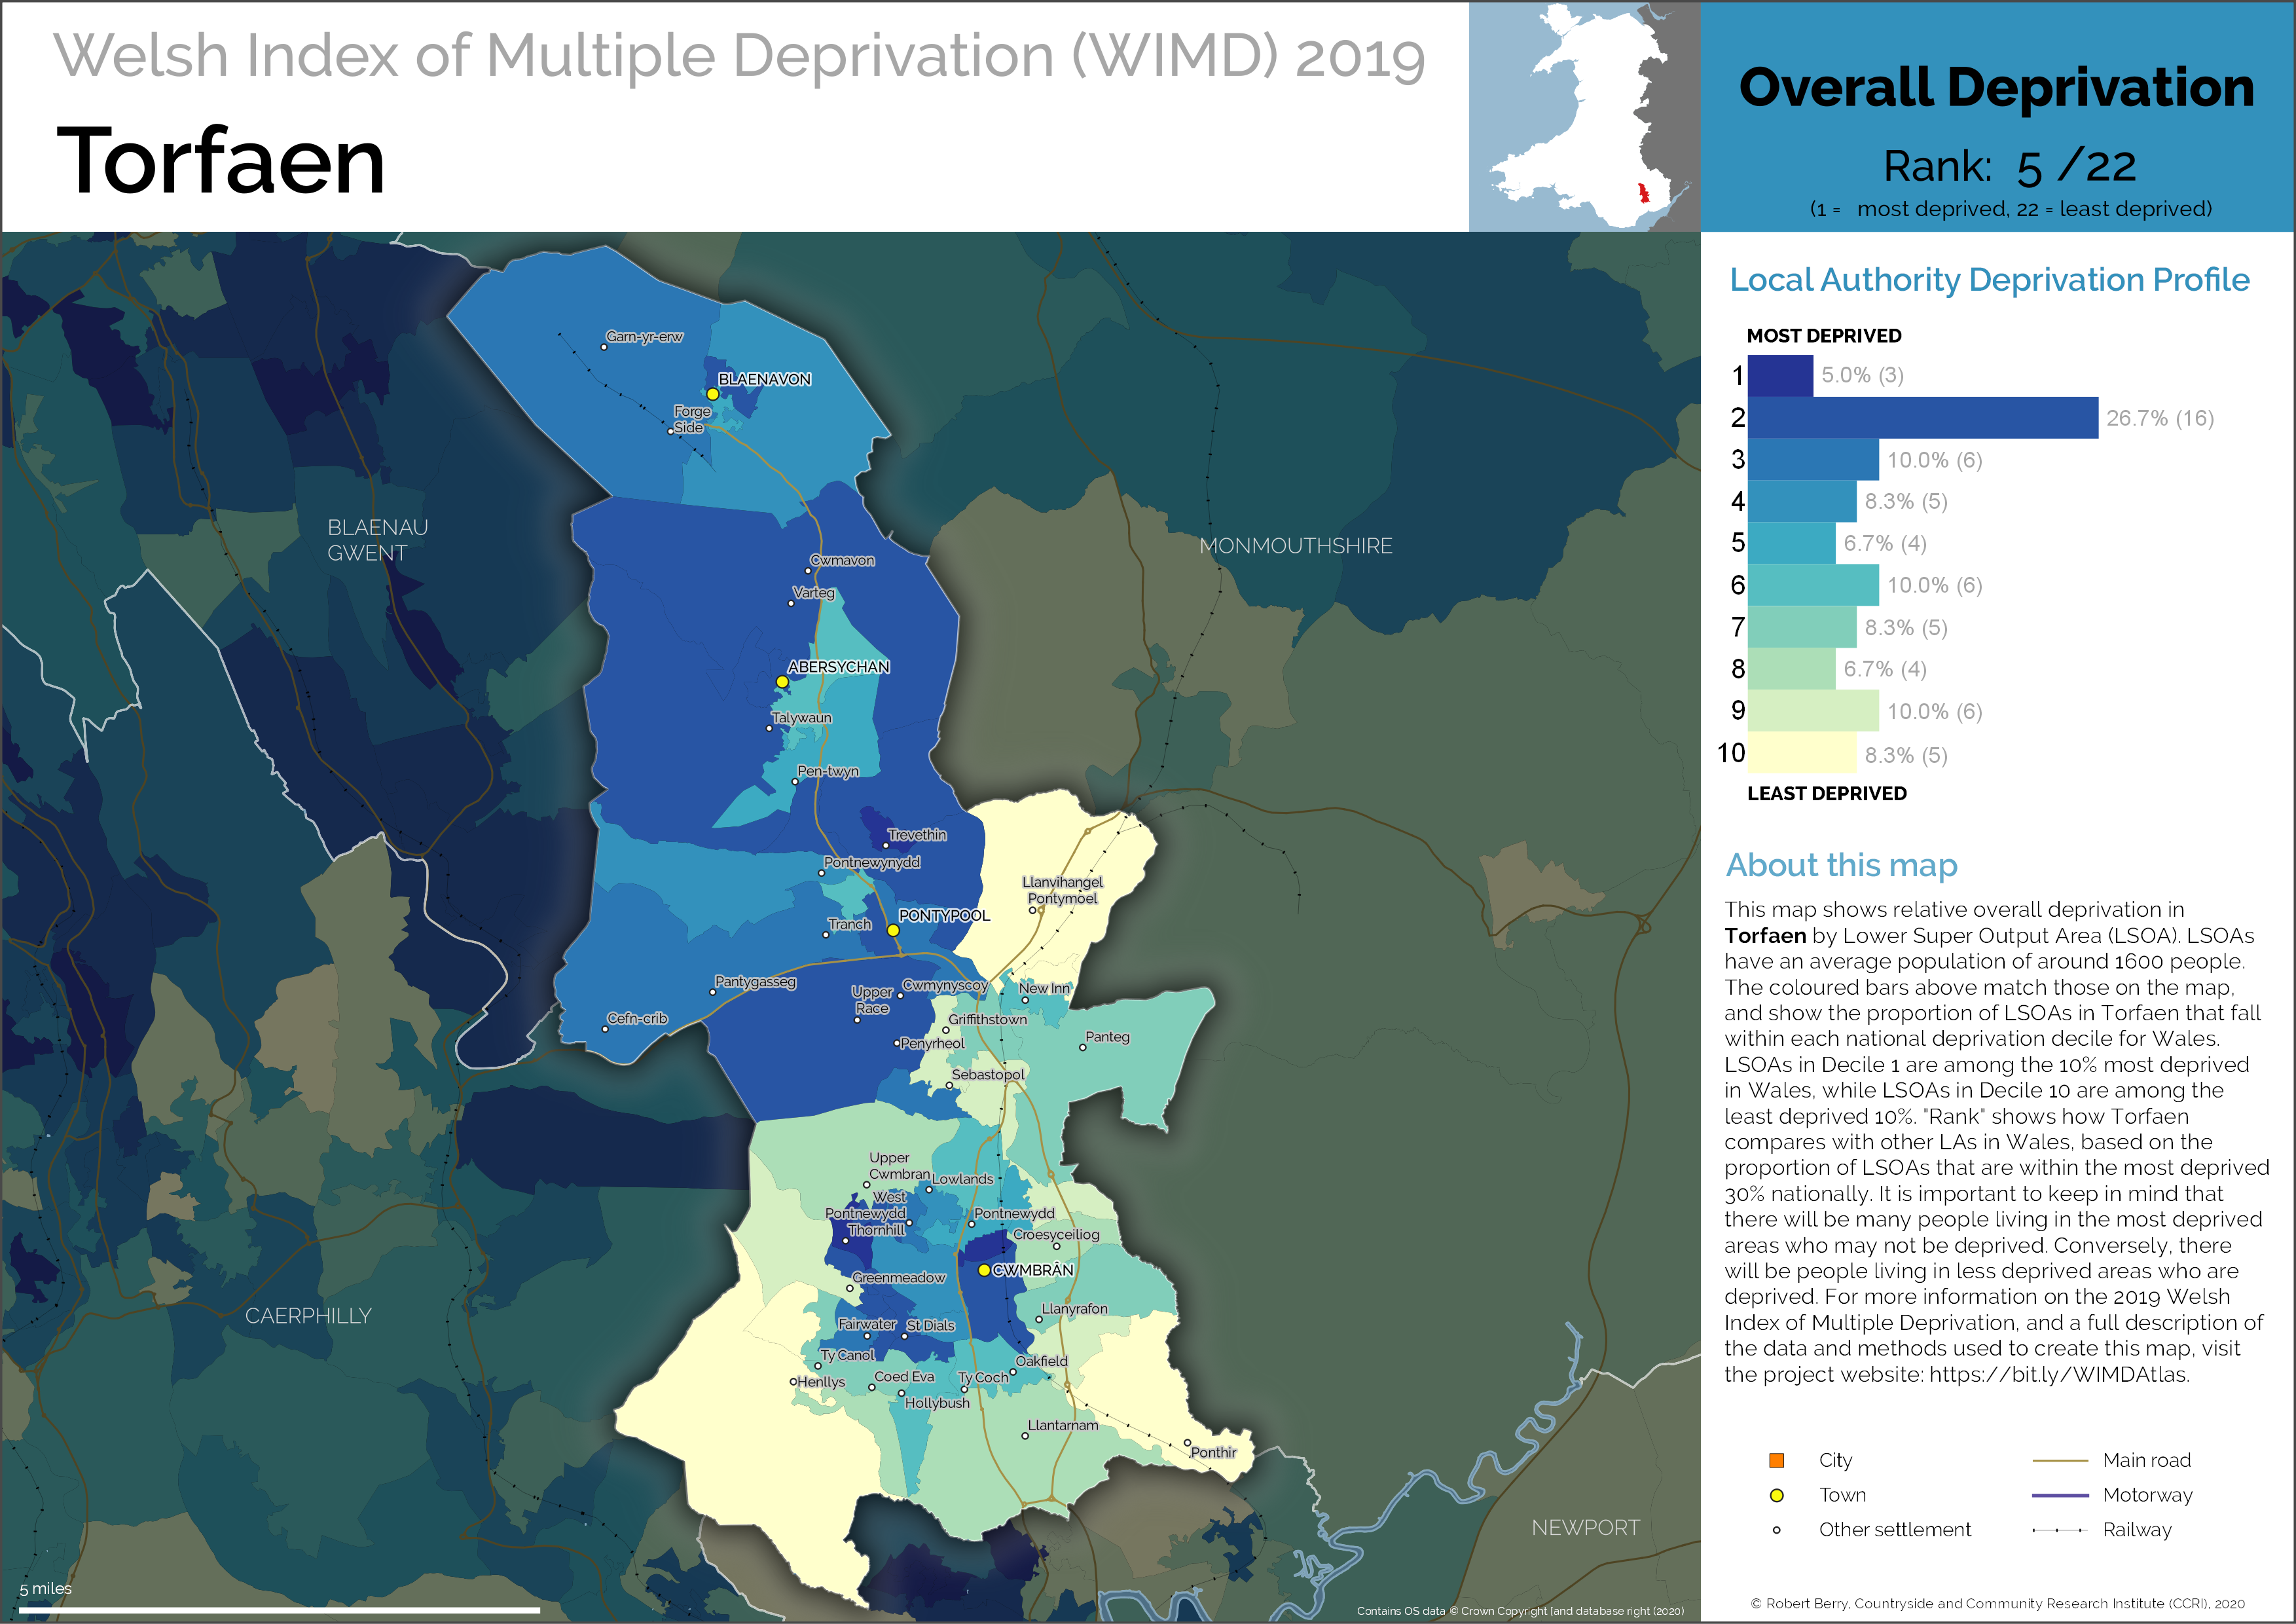 Welsh Index of Multiple Deprivation (WIMD) 2019
Torfaen
Overall Deprivation
Rank: 5 /22
(1 = most deprived, 22 = least deprived)
Local Authority Deprivation Profile
MOST DEPRIVED
1 5.0% (3)
2 26.7% (16)
3 10.0% (6)
4 8.3% (5)
5 6.7% (4)
6 10.0% (6)
7 8.3% (5)
8 6.7% (4)
9 10.0% (6)
10 8.3% (5)
LEAST DEPRIVED
About this map
This map shows relative overall deprivation in
Torfaen by Lower Super Output Area (LSOA). LSOAs
have an average population of around 1600 people.
The coloured bars above match those on the map,
and show the proportion of LSOAs in Torfaen that fall
within each national deprivation decile for Wales.
LSOAs in Decile 1 are among the 10% most deprived
in Wales, while LSOAs in Decile 10 are among the
least deprived 10%. "Rank" shows how Torfaen
compares with other LAs in Wales, based on the
proportion of LSOAs that are within the most deprived
30% nationally. It is important to keep in mind that
there will be many people living in the most deprived
areas who may not be deprived. Conversely, there
will be people living in less deprived areas who are
deprived. For more information on the 2019 Welsh
Index of Multiple Deprivation, and a full description of
the data and methods used to create this map, visit
the project website: https://bit.ly/WIMDAtlas.
City
Town
Other settlement
Main road
Motorway
Railway
© Robert Berry, Countryside and Community Research Institute (CCRI), 2020
Garn-yr-erw
BLAENAVON
Forge
Side
BLAENAU
GWENT
MONMOUTHSHIRE
Cwmavon
Varteg
ABERSYCHAN
Talywaun
Pen-twyn
Trevethin
Pontnewynydd
Llanvihangel
Pontymoel
PONTYPOOL
Tranch
Pantygasseg
Upper
Race
Cwmynyscoy
New Inn
Cefn-crib
Griffithstown
Penyrheol
Panteg
Sebastopol
Upper
Cwmbran
Lowlands
West
Pontnewydd
Pontnewydd
Thornhill
Croesyceiliog
CWMBRÂN
Greenmeadow
CAERPHILLY
Llanyrafon
Fairwater
St Dials
Ty Canol
Oakfield
Henllys
Coed Eva
Ty Coch
Hollybush
Llantarnam
Ponthir
NEWPORT
5 miles
Contains OS data © Crown Copyright [and database right (2020)